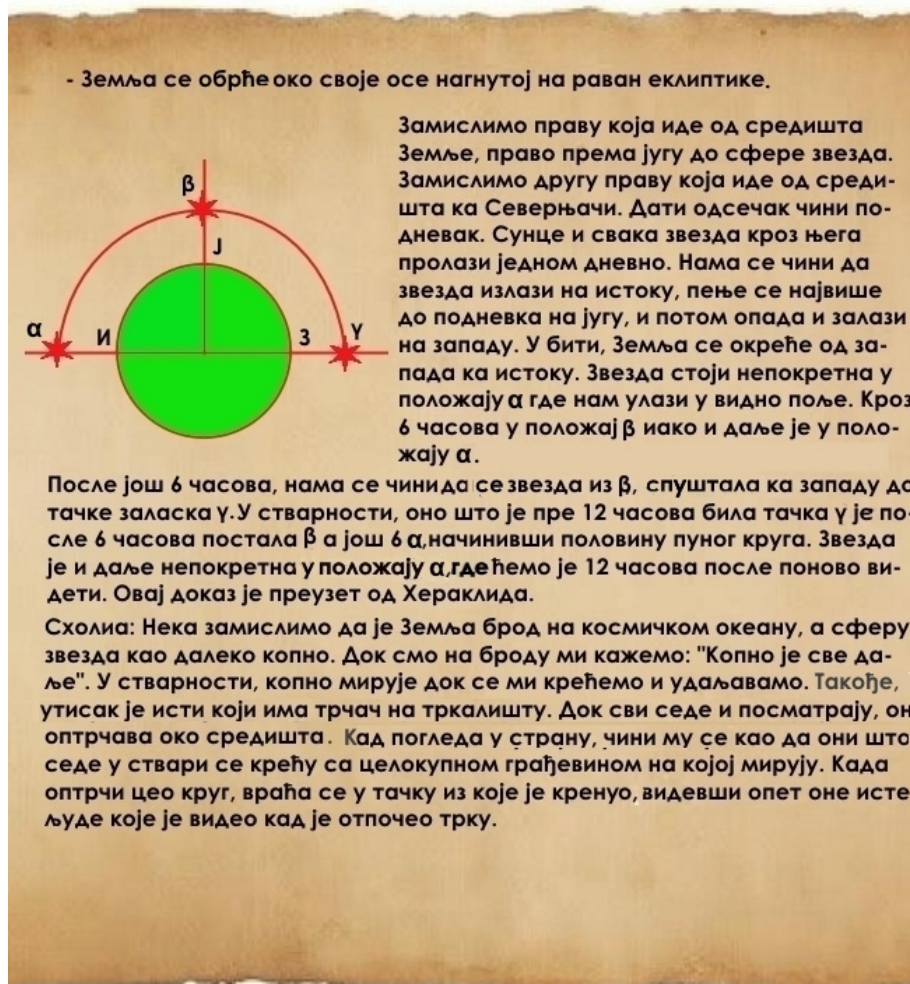 - Земља се обрће око своје осе нагнутој на раван еклиптике.
Замислимо праву која иде од средишта
Земље, право према југу до сфере звезда.
Замислимо другу праву која иде од среди-
шта ка Северњачи. Дати одсечак чини по-
дневак. Сунце и свака звезда кроз њега
пролази једном дневно. Нама се чини да
звезда излази на истоку, пење се највише
до подневка на југу, и потом опада и залази
на западу. У бити, Земља се окреће од за-
пада ка истоку. Звезда стоји непокретна у
положају α где нам улази у видно поље. Кроз
6 часова у положај β иако и даље је у поло-
жају α.
β
Ј
α
И
З
γ
После још 6 часова, нама се чини да се звезда из β, спуштала ка западу до
тачке заласка γ. У стварности, оно што је пре 12 часова била тачка γ је по-
сле 6 часова постала β а још 6 α, начинивши половину пуног круга. Звезда
је и даље непокретна у положају α, где ћемо је 12 часова после поново ви-
дети. Овај доказ је преузет од Хераклида.
Схолиа: Нека замислимо да је Земља брод на космичком океану, а сферу
звезда као далеко копно. Док смо на броду ми кажемо: "Копно је све да-
ље". У стварности, копно мирује док се ми крећемо и удаљавамо. Такође,
утисак је исти који има трчач на тркалишту. Док сви седе и посматрају, он
оптрчава око средишта. Кад погледа у страну, чини му се као да они што
седе у ствари се крећу са целокупном грађевином на којој мирују. Када
оптрчи цео круг, враћа се у тачку из које је кренуо, видевши опет оне исте
људе које је видео кад је отпочео трку.